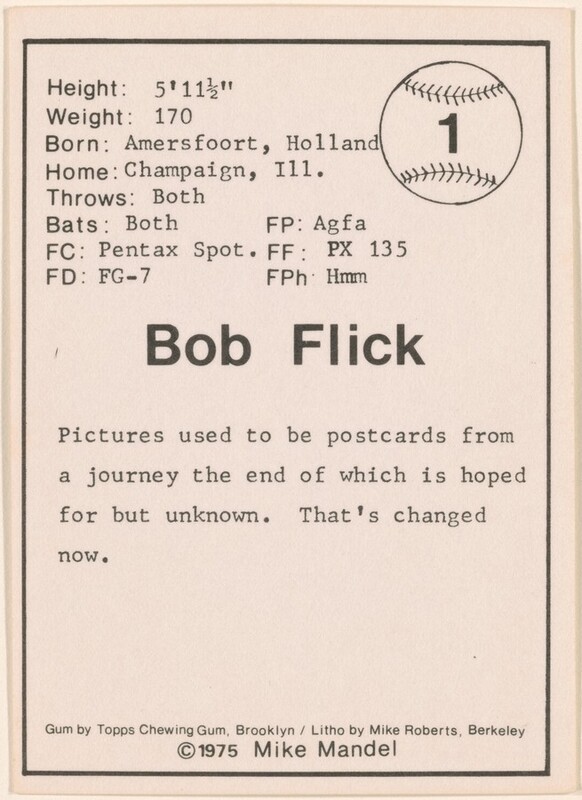 Height: 5'11½"
Weight: 170
1
Born: Amersfoort, Holland
Home: Champaign, Ill.
Throws: Both
Bats: Both FP: Agfa
FC: Pentax Spot. FF: PX 135
FD: FG-7 FPh: Hmm
Bob Flick
Pictures used to be postcards from
a journey the end of which is hoped
for but unknown. That's changed
now.
Gum by Topps Chewing Gum, Brooklyn / Litho by Mike Roberts, Berkeley
©1975 Mike Mandel